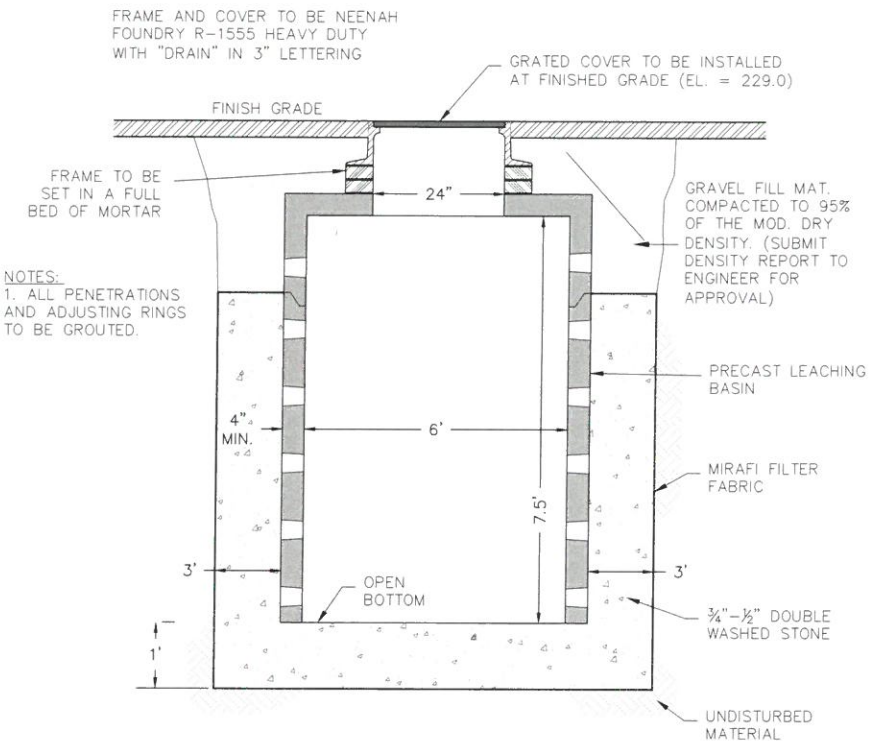 FRAME AND COVER TO BE NEENAH
FOUNDRY R-1555 HEAVY DUTY
WITH "DRAIN" IN 3" LETTERING
GRATED COVER TO BE INSTALLED
AT FINISHED GRADE (EL. = 229.0)
FINISH GRADE
FRAME TO BE
SET IN A FULL
BED OF MORTAR
24"
GRAVEL FILL MAT.
COMPACTED TO 95%
OF THE MOD. DRY
DENSITY. (SUBMIT
DENSITY REPORT TO
ENGINEER FOR
APPROVAL)
NOTES:
1. ALL PENETRATIONS
AND ADJUSTING RINGS
TO BE GROUTED.
PRECAST LEACHING
BASIN
4"
MIN.
6'
7.5'
MIRAFI FILTER
FABRIC
3'
OPEN
BOTTOM
3'
¾"-½" DOUBLE
WASHED STONE
1'
UNDISTURBED
MATERIAL